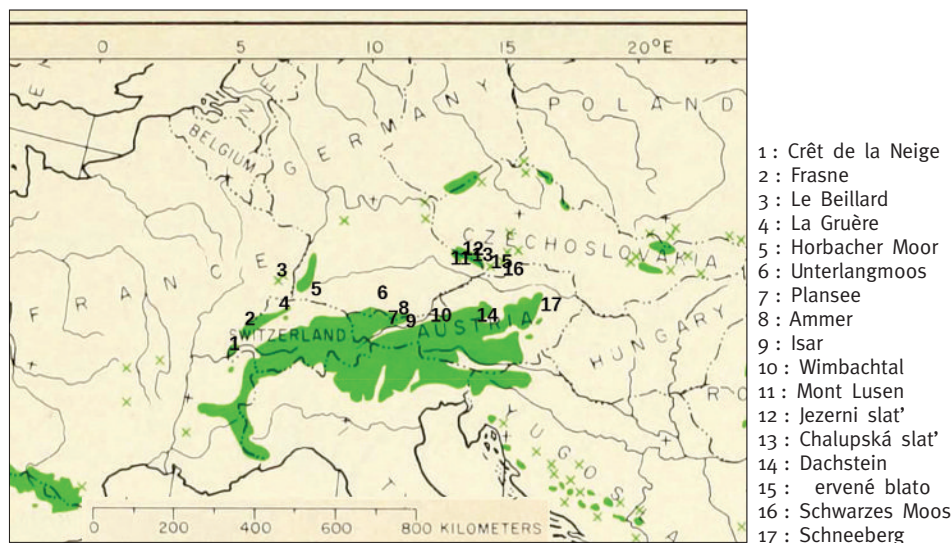 0 5 10 15 20°E
POLAND
GERMANY
BELGIUM
CZECHOSLOVAKIA
FRANCE
SWITZERLAND
AUSTRIA
HUNGARY
YUGOS
12
11 13
15
16
3
5
6
4
2
7 8
9
10
14
17
1
0 200 400 600 800 KILOMETERS
1 : Crêt de la Neige
2 : Frasne
3 : Le Beillard
4 : La Gruère
5 : Horbacher Moor
6 : Unterlangmoos
7 : Plansee
8 : Ammer
9 : Isar
10 : Wimbachtal
11 : Mont Lusen
12 : Jezerni slat'
13 : Chalupská slat'
14 : Dachstein
15 : ervené blato
16 : Schwarzes Moos
17 : Schneeberg